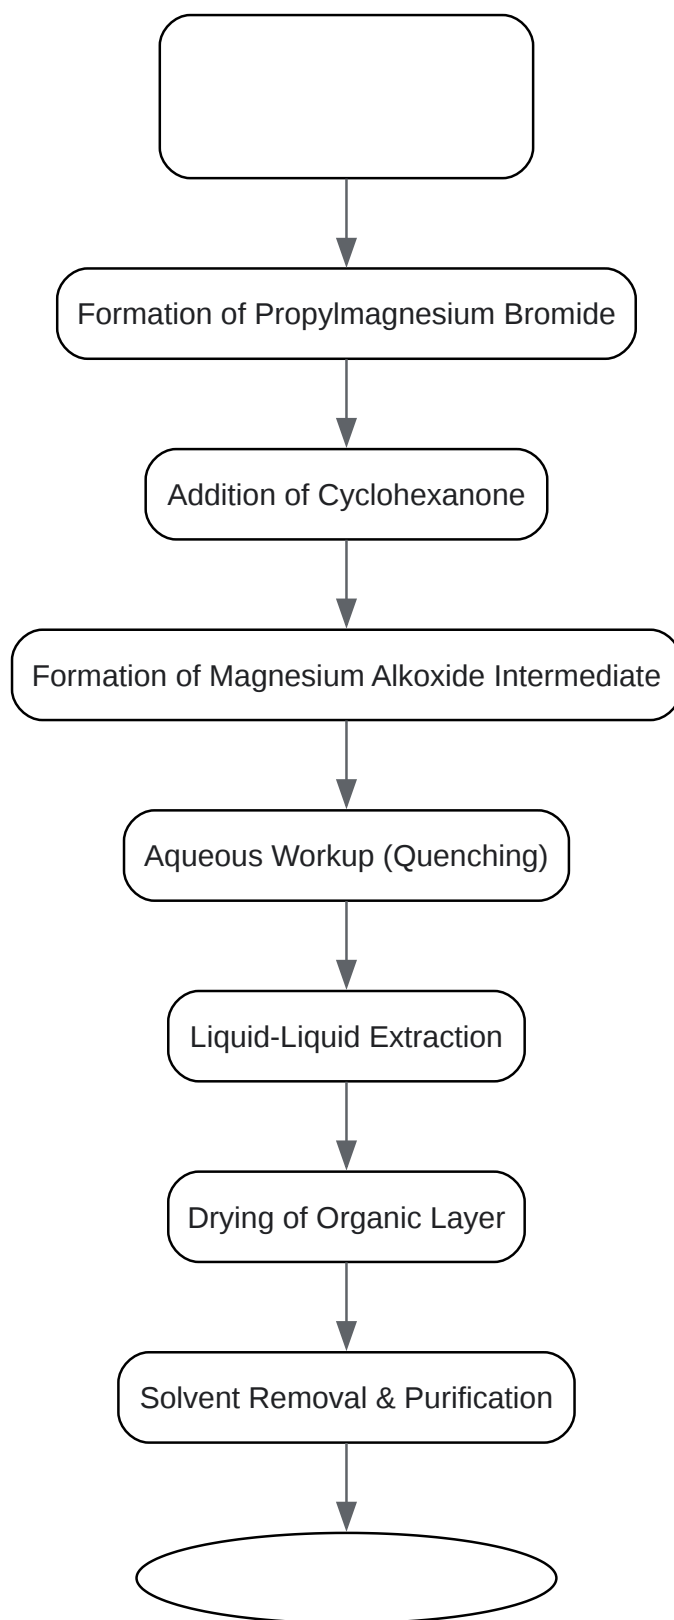 Formation of Propylmagnesium Bromide
Addition of Cyclohexanone
Formation of Magnesium Alkoxide Intermediate
Aqueous Workup (Quenching)
Liquid-Liquid Extraction
Drying of Organic Layer
Solvent Removal & Purification